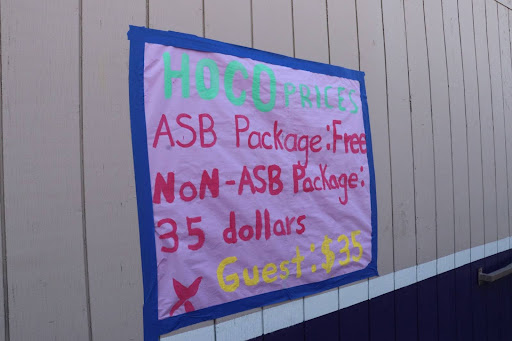 HOCO PRICES
ASB Package: Free
NoN-ASB Package:
35 dollars
Guest: $35